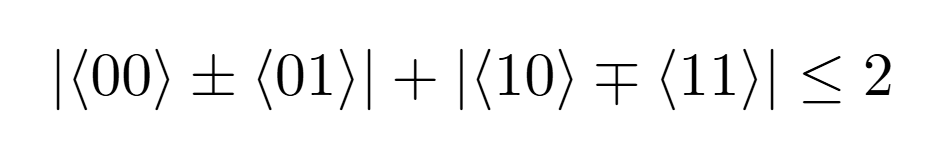 |⟨00⟩ ± ⟨01⟩| + |⟨10⟩ ∓ ⟨11⟩| ≤ 2